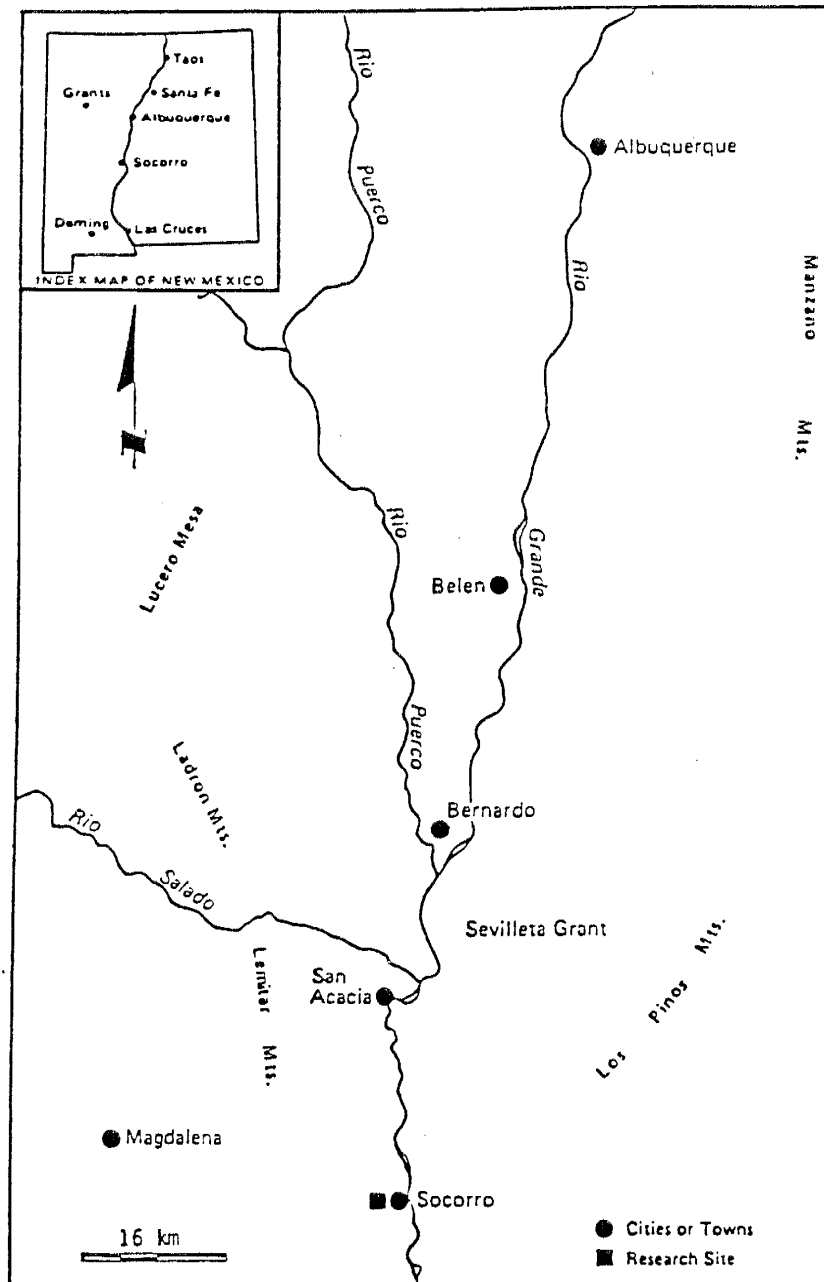 Taos
Grants
Santa Fe
Albuquerque
Socorro
Deming
Las Cruces
INDEX MAP OF NEW MEXICO
Rio
Puerco
Albuquerque
Rio
Manzano
Mts.
N
Lucero Mesa
Rio
Grande
Belen
Puerco
Ladron Mts.
Bernardo
Rio
Salado
Sevilleta Grant
Los Pinos Mts.
Lemitar Mts.
San
Acacia
Magdalena
Socorro
16 km
Cities or Towns
Research Site